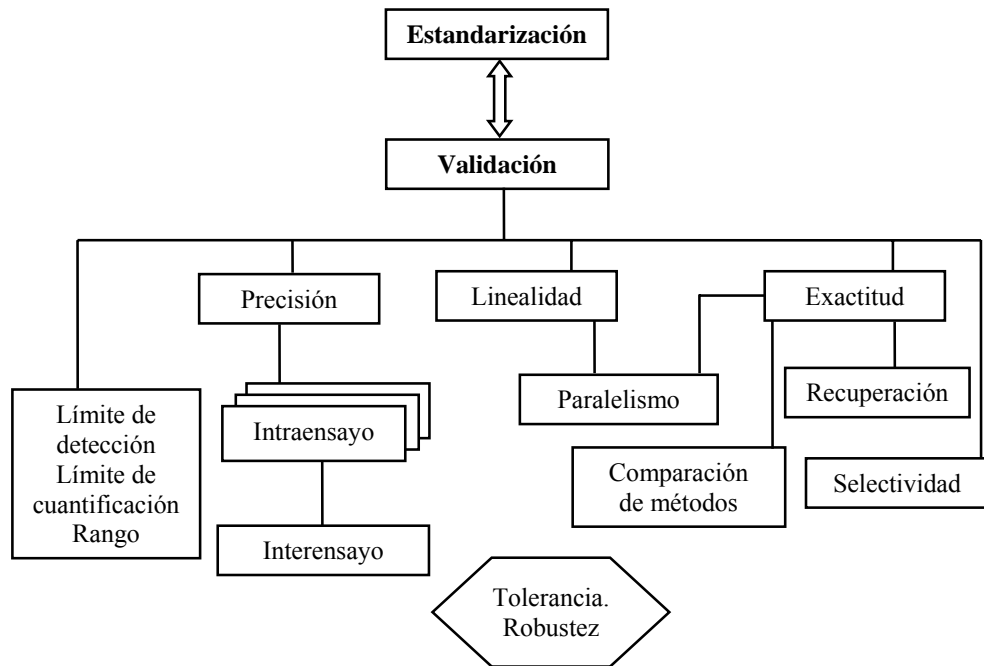 Estandarización
Validación
Precisión
Linealidad
Exactitud
Límite de
detección
Límite de
cuantificación
Rango
Intraensayo
Interensayo
Paralelismo
Recuperación
Comparación
de métodos
Selectividad
Tolerancia.
Robustez